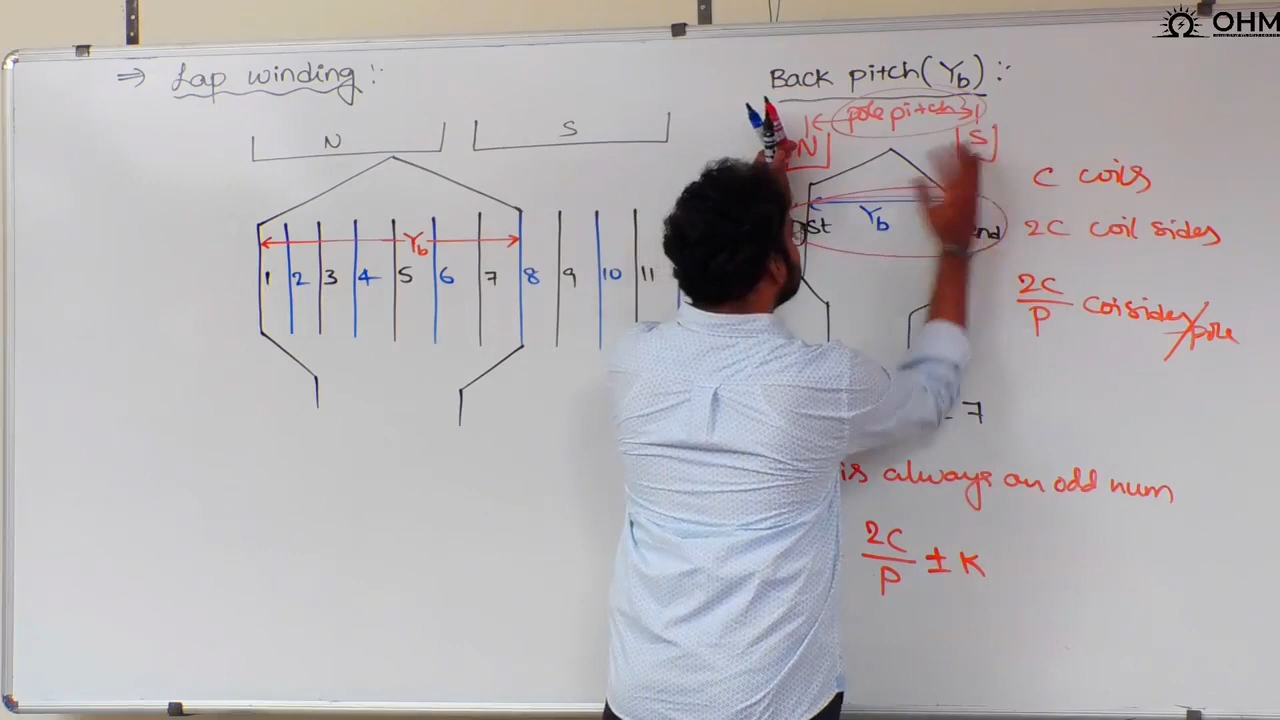 OHM
⇒ Lap winding :-
N
S
Yb
1 2 3 4 5 6 7 8 9 10 11
Back pitch (Yb) :-
pole pitch
N
S
Yb
St
nd
7
C coils
2C coil sides
2C/P coisides/pole
is always an odd num
2C/P ± K